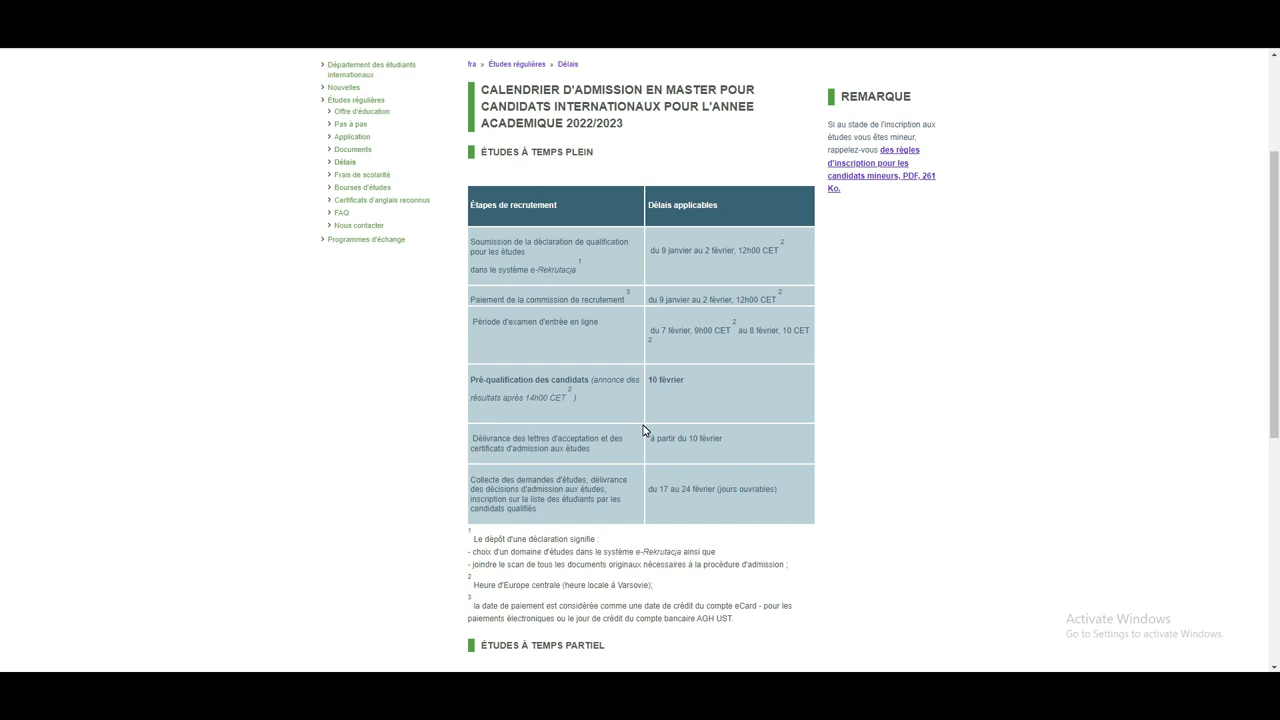 › Département des étudiants
internationaux
› Nouvelles
› Études régulières
› Offre d'éducation
› Pas à pas
› Application
› Documents
› Délais
› Frais de scolarité
› Bourses d'études
› Certificats d'anglais reconnus
› FAQ
› Nous contacter
› Programmes d'échange
fra » Études régulières » Délais
CALENDRIER D'ADMISSION EN MASTER POUR
CANDIDATS INTERNATIONAUX POUR L'ANNEE
ACADEMIQUE 2022/2023
ÉTUDES À TEMPS PLEIN
Étapes de recrutement
Délais applicables
Soumission de la déclaration de qualification
pour les études
dans le système e-Rekrutacja 1
du 9 janvier au 2 février, 12h00 CET 2
Paiement de la commission de recrutement 3
du 9 janvier au 2 février, 12h00 CET 2
Période d'examen d'entrée en ligne
du 7 février, 9h00 CET 2 au 8 février, 10 CET
2
Pré-qualification des candidats (annonce des
résultats après 14h00 CET 2 )
10 février
Délivrance des lettres d'acceptation et des
certificats d'admission aux études
à partir du 10 février
Collecte des demandes d'études, délivrance
des décisions d'admission aux études,
inscription sur la liste des étudiants par les
candidats qualifiés
du 17 au 24 février (jours ouvrables)
1 Le dépôt d'une déclaration signifie :
- choix d'un domaine d'études dans le système e-Rekrutacja ainsi que
- joindre le scan de tous les documents originaux nécessaires à la procédure d'admission ;
2 Heure d'Europe centrale (heure locale à Varsovie);
3 la date de paiement est considérée comme une date de crédit du compte eCard - pour les
paiements électroniques ou le jour de crédit du compte bancaire AGH UST.
ÉTUDES À TEMPS PARTIEL
REMARQUE
Si au stade de l'inscription aux
études vous êtes mineur,
rappelez-vous des règles
d'inscription pour les
candidats mineurs, PDF, 261
Ko.
Activate Windows
Go to Settings to activate Windows.